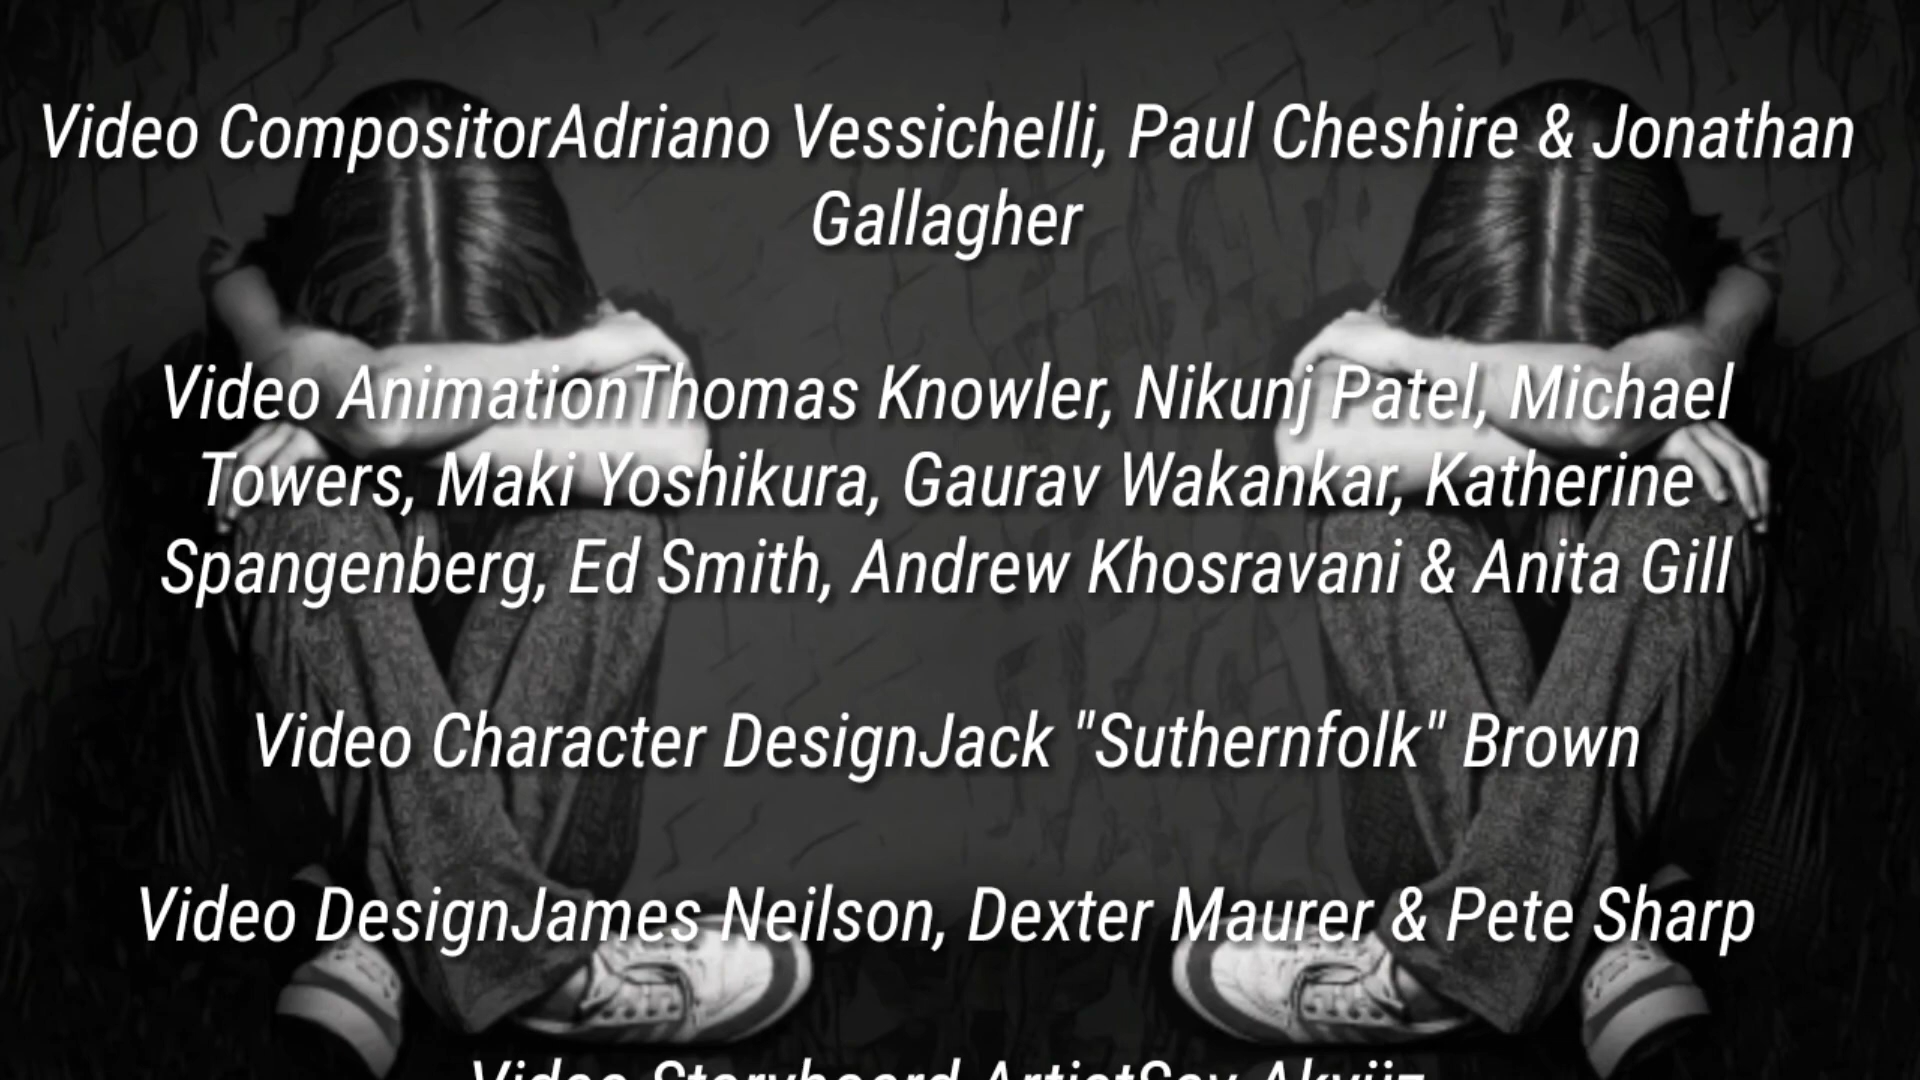 Video CompositorAdriano Vessichelli, Paul Cheshire & Jonathan
Gallagher
Video AnimationThomas Knowler, Nikunj Patel, Michael
Towers, Maki Yoshikura, Gaurav Wakankar, Katherine
Spangenberg, Ed Smith, Andrew Khosravani & Anita Gill
Video Character DesignJack "Suthernfolk" Brown
Video DesignJames Neilson, Dexter Maurer & Pete Sharp
Video Storyboard